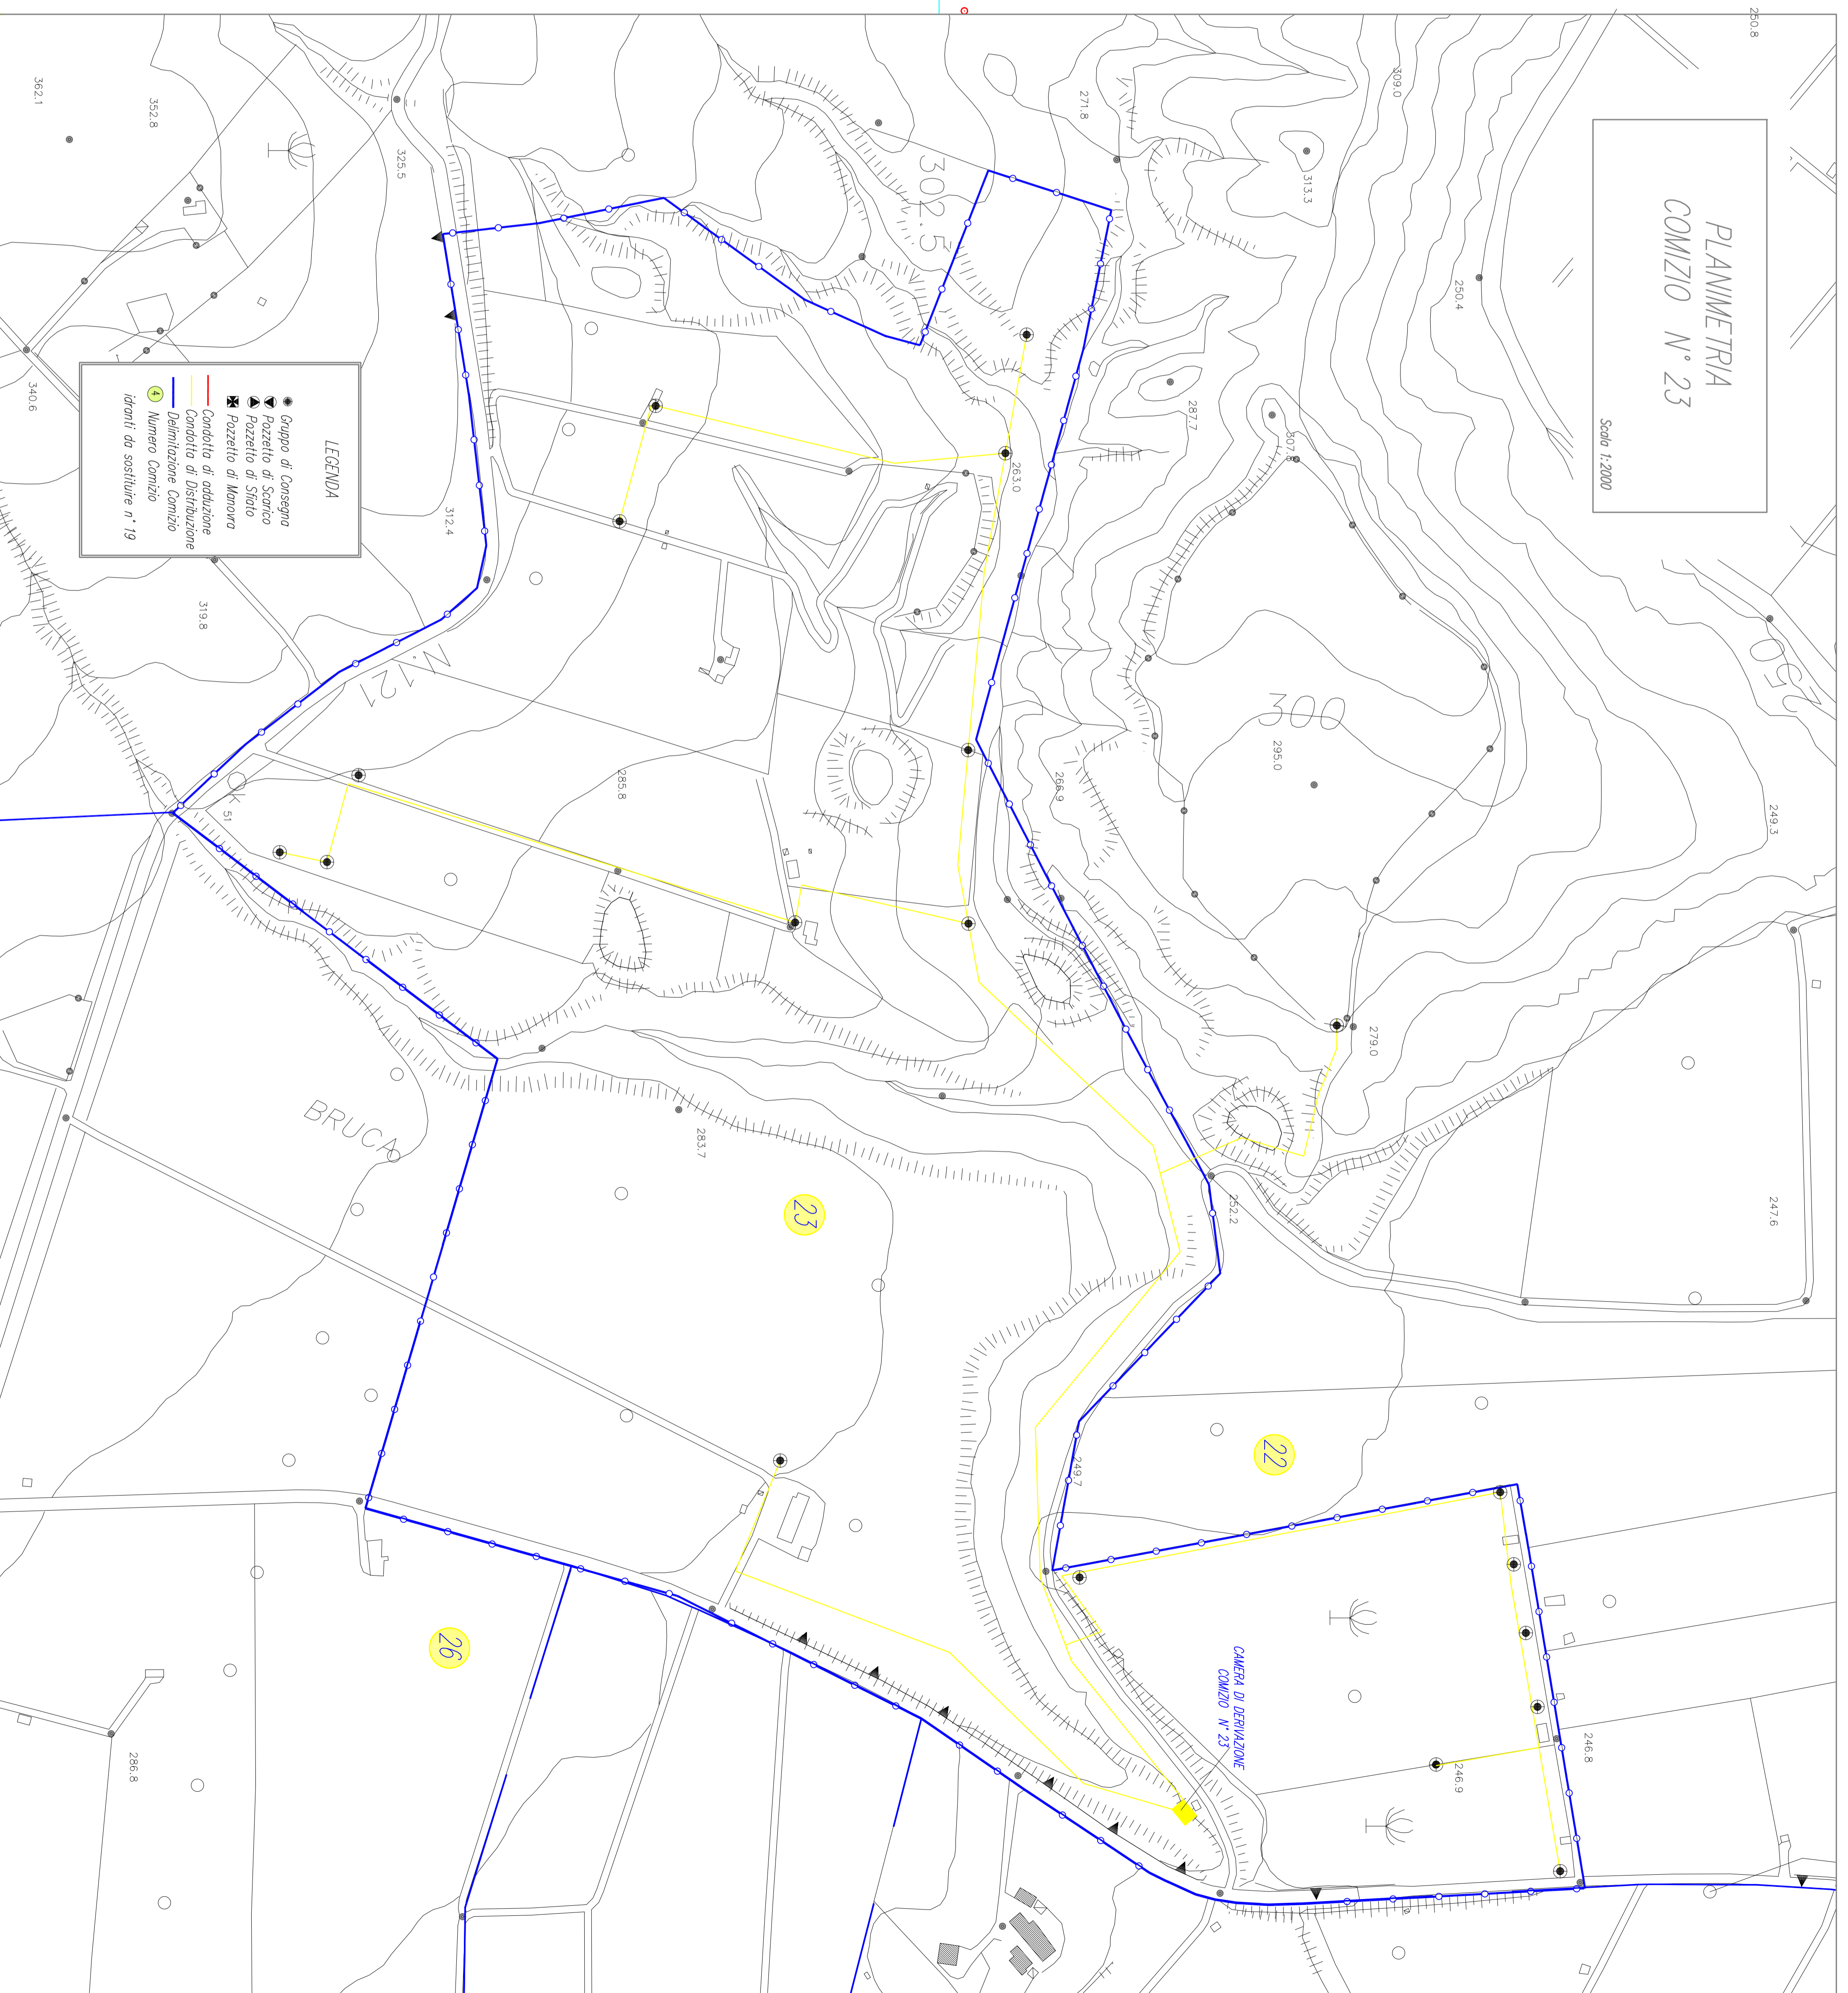 PLANIMETRIA
COMIZIO N° 23
Scala 1:2000
250.8
309.0
271.8
313.3
302.5
250.4
287.7
307.8
263.0
362.1
352.8
325.5
340.6
312.4
319.8
300
295.0
250
249.3
266.9
285.8
N. 121
K
51
279.0
247.6
252.2
283.7
BRUCA
23
22
26
249.7
246.8
246.9
286.8
CAMERA DI DERIVAZIONE
COMIZIO N° 23
LEGENDA
Gruppo di Consegna
Pozzetto di Scarico
Pozzetto di Sfiato
Pozzetto di Manovra
Condotta di adduzione
Condotta di Distribuzione
Delimitazione Comizio
4 Numero Comizio
idranti da sostituire n° 19